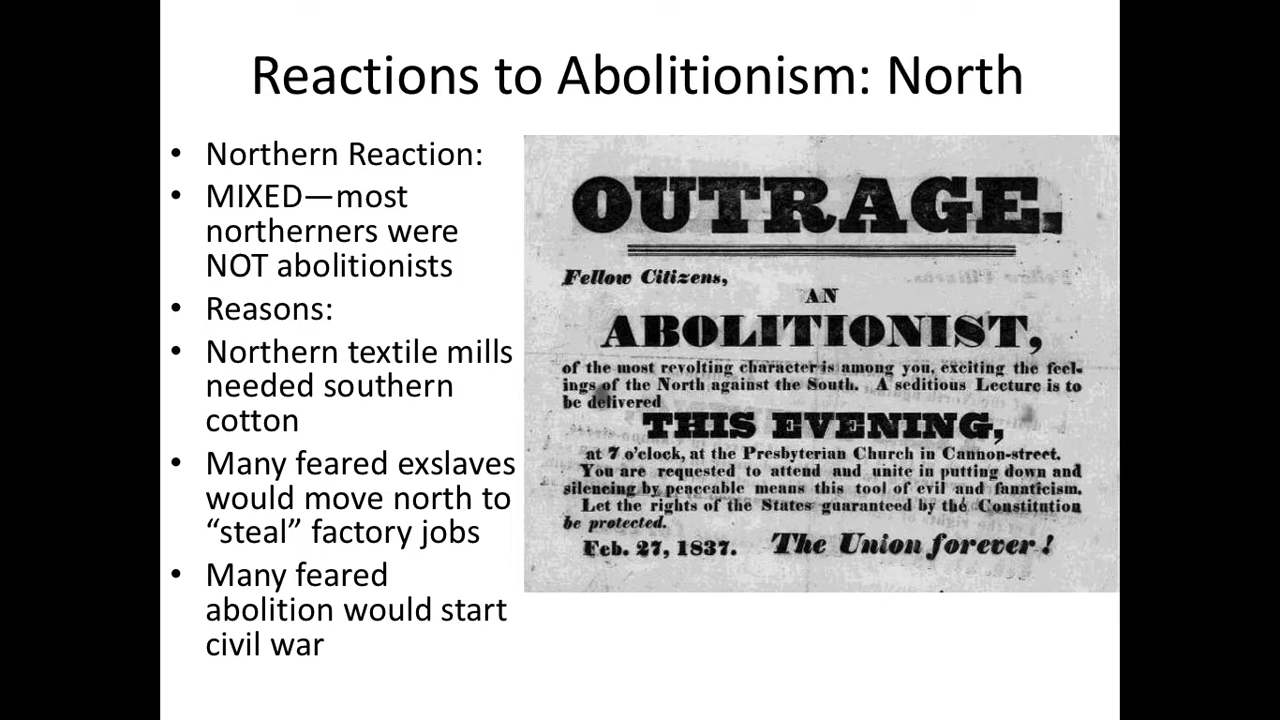 Reactions to Abolitionism: North
• Northern Reaction:
• MIXED—most
northerners were
NOT abolitionists
• Reasons:
• Northern textile mills
needed southern
cotton
• Many feared exslaves
would move north to
“steal” factory jobs
• Many feared
abolition would start
civil war
OUTRAGE.
Fellow Citizens,
AN
ABOLITIONIST,
of the most revolting character is among you, exciting the feel-
ings of the North against the South. A seditious Lecture is to
be delivered
THIS EVENING,
at 7 o'clock, at the Presbyterian Church in Cannon-street.
You are requested to attend and unite in putting down and
silencing by peaceable means this tool of evil and fanaticism.
Let the rights of the States guaranteed by the Constitution
be protected.
Feb. 27, 1837. The Union forever!